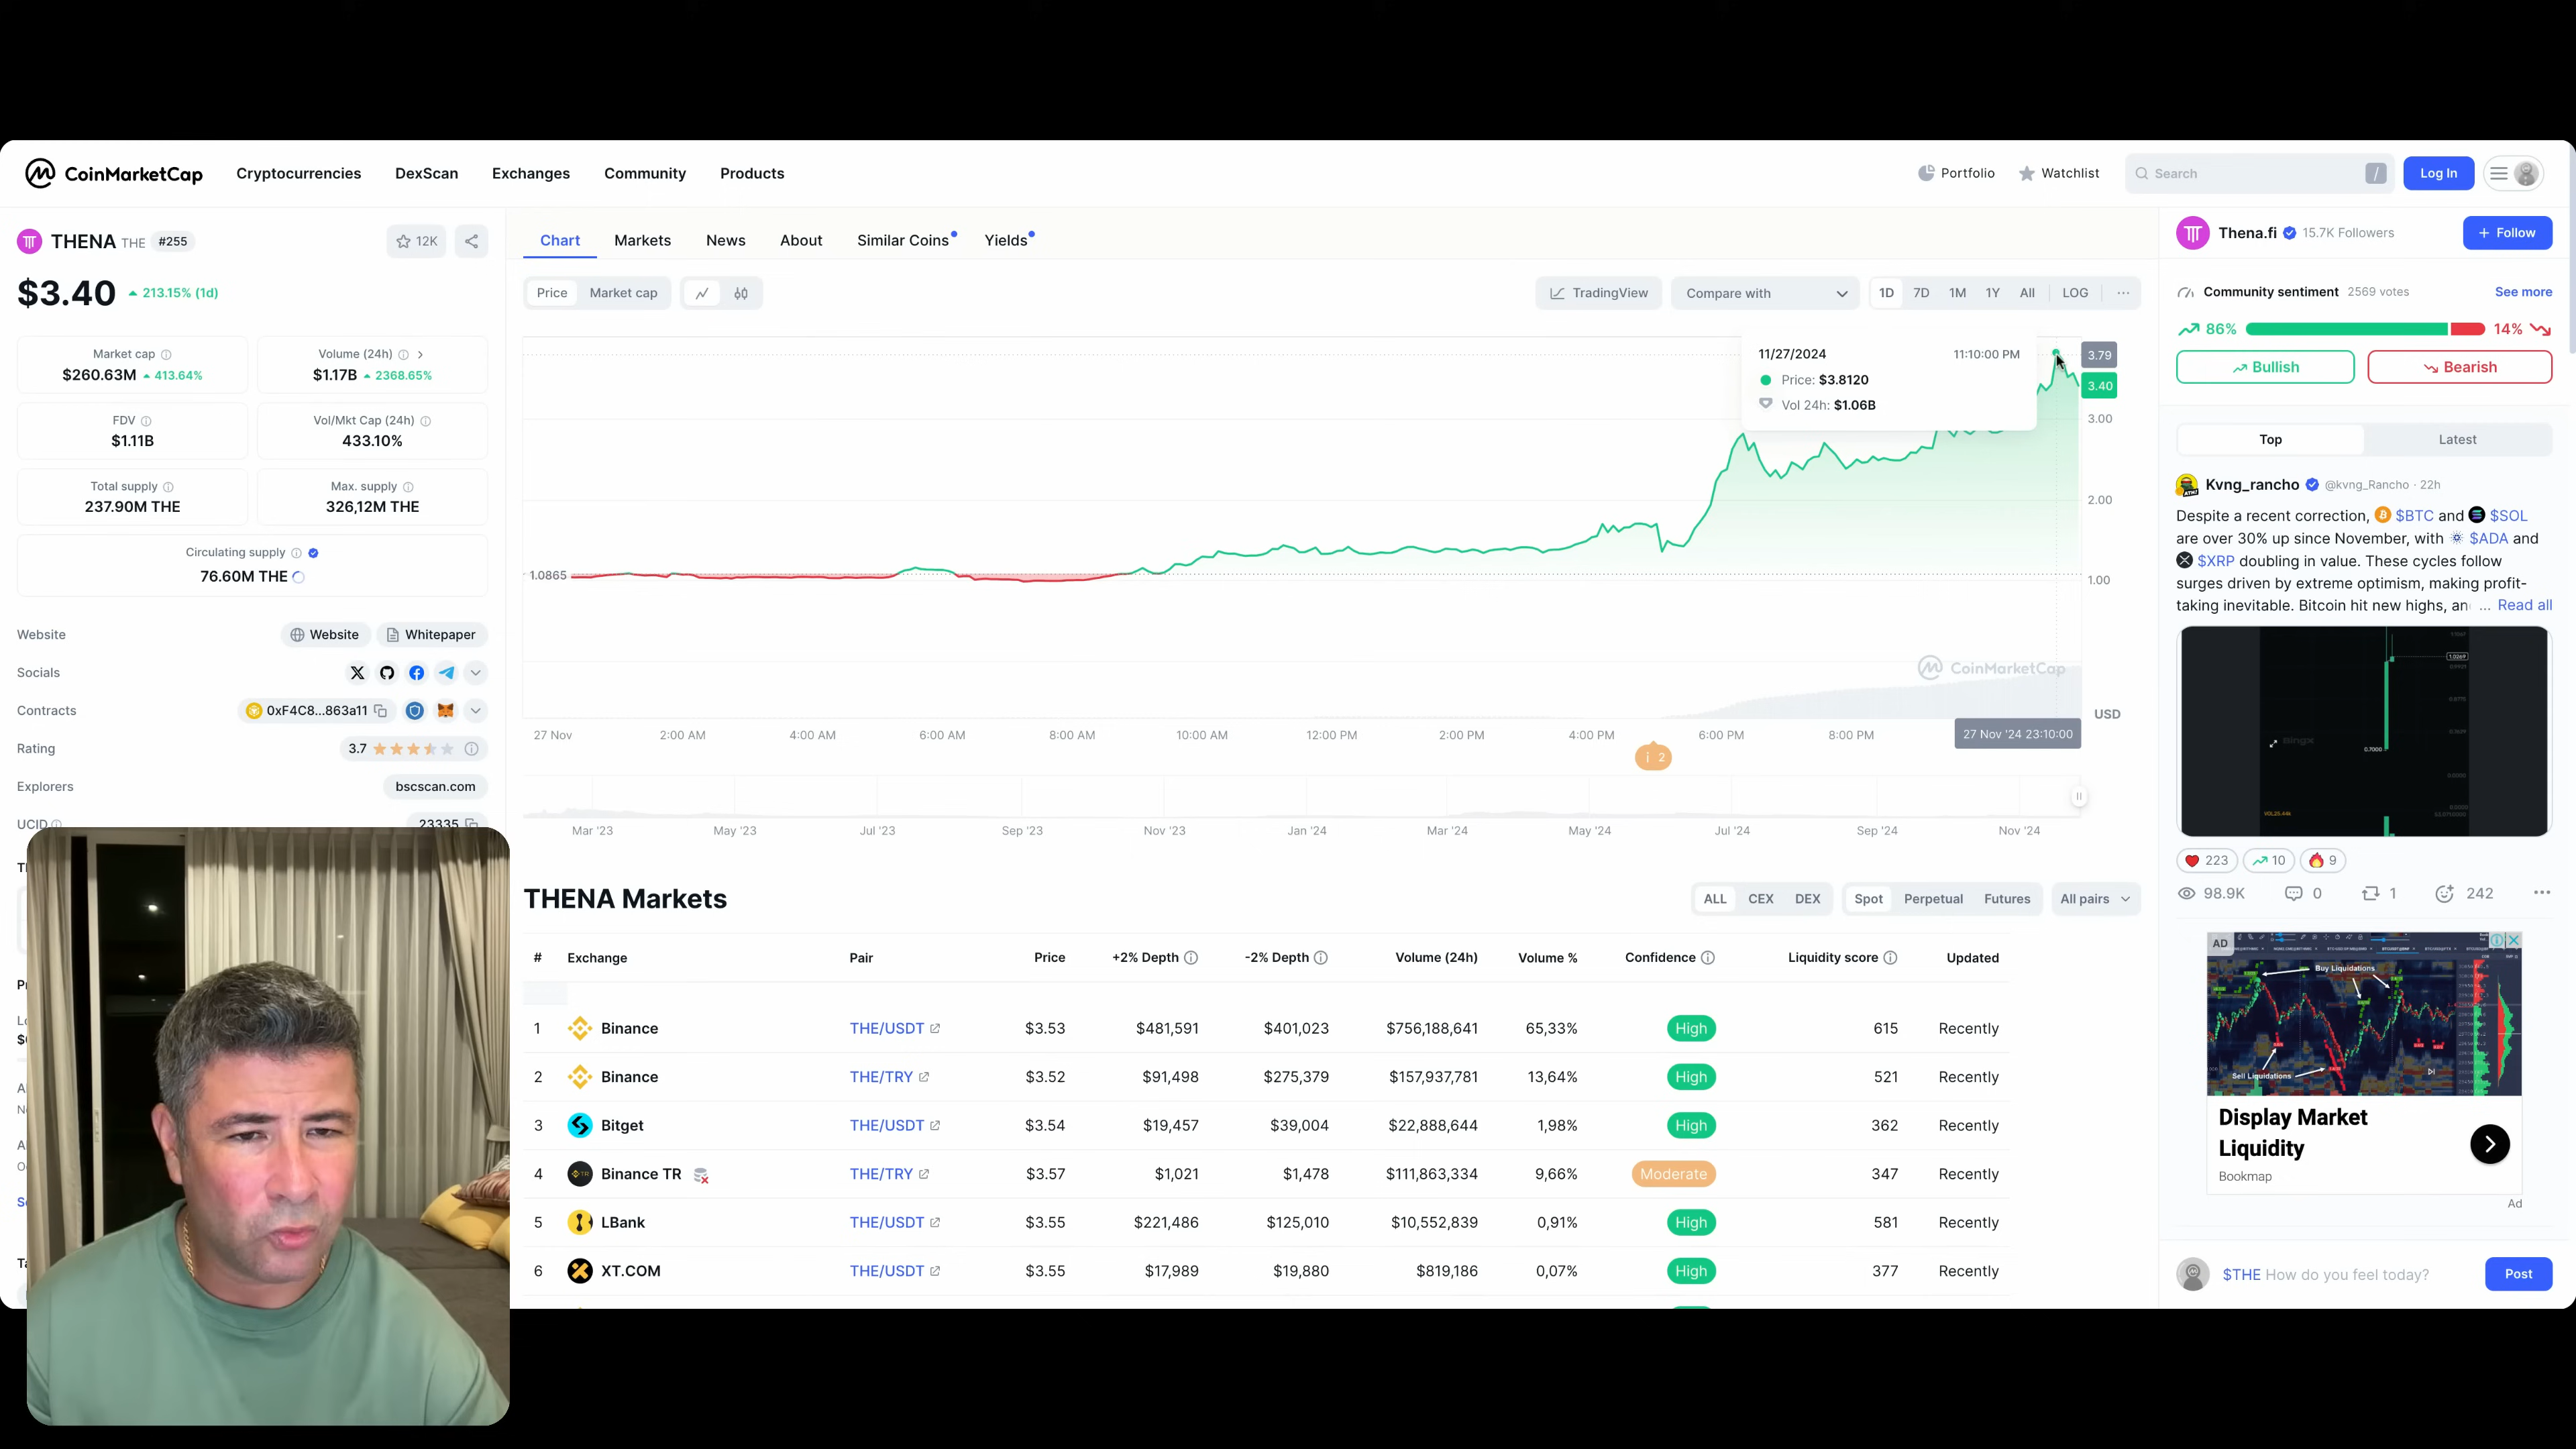 CoinMarketCap
Cryptocurrencies DexScan Exchanges Community Products
Portfolio Watchlist Search / Log In
THENA THE #255 12K
$3.40 213.15% (1d)
Market cap
$260.63M 413.64%
Volume (24h)
$1.17B 2368.65%
FDV
$1.11B
Vol/Mkt Cap (24h)
433.10%
Total supply
237.90M THE
Max. supply
326,12M THE
Circulating supply
76.60M THE
Website Website Whitepaper
Socials
Contracts 0xF4C8...863a11
Rating 3.7
Explorers bscscan.com
UCID 23335
Chart Markets News About Similar Coins Yields
Price Market cap TradingView Compare with 1D 7D 1M 1Y All LOG ...
11/27/2024 11:10:00 PM
Price: $3.8120
Vol 24h: $1.06B
3.79
3.40
3.00
2.00
1.00
1.0865
CoinMarketCap
USD
27 Nov 2:00 AM 4:00 AM 6:00 AM 8:00 AM 10:00 AM 12:00 PM 2:00 PM 4:00 PM 6:00 PM 8:00 PM 27 Nov '24 23:10:00
2
Mar '23 May '23 Jul '23 Sep '23 Nov '23 Jan '24 Mar '24 May '24 Jul '24 Sep '24 Nov '24
THENA Markets
ALL CEX DEX Spot Perpetual Futures All pairs
# Exchange Pair Price +2% Depth -2% Depth Volume (24h) Volume % Confidence Liquidity score Updated
1 Binance THE/USDT $3.53 $481,591 $401,023 $756,188,641 65,33% High 615 Recently
2 Binance THE/TRY $3.52 $91,498 $275,379 $157,937,781 13,64% High 521 Recently
3 Bitget THE/USDT $3.54 $19,457 $39,004 $22,888,644 1,98% High 362 Recently
4 Binance TR THE/TRY $3.57 $1,021 $1,478 $111,863,334 9,66% Moderate 347 Recently
5 LBank THE/USDT $3.55 $221,486 $125,010 $10,552,839 0,91% High 581 Recently
6 XT.COM THE/USDT $3.55 $17,989 $19,880 $819,186 0,07% High 377 Recently
Thena.fi 15.7K Followers + Follow
Community sentiment 2569 votes See more
86% 14%
Bullish Bearish
Top Latest
Kvng_rancho @kvng_Rancho · 22h
Despite a recent correction, $BTC and $SOL
are over 30% up since November, with $ADA and
$XRP doubling in value. These cycles follow
surges driven by extreme optimism, making profit-
taking inevitable. Bitcoin hit new highs, an ... Read all
1.0269
BingX
0.7000
223 10 9
98.9K 0 1 242 ...
AD
Buy Liquidations
Sell Liquidations
Display Market
Liquidity
Bookmap
Ad
$THE How do you feel today? Post